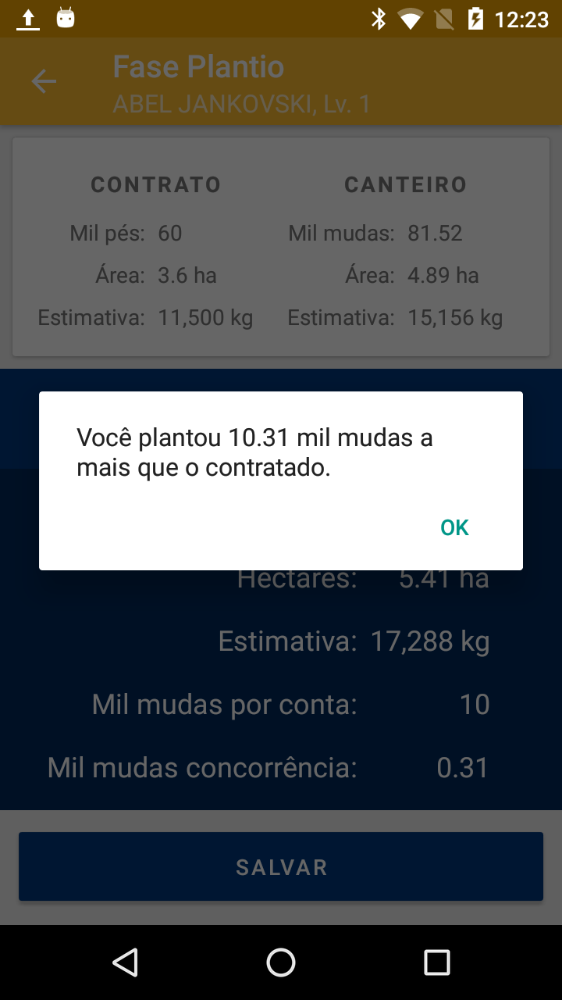 12:23
Fase Plantio
ABEL JANKOVSKI, Lv. 1
CONTRATO CANTEIRO
Mil pés: 60 Mil mudas: 81.52
Área: 3.6 ha Área: 4.89 ha
Estimativa: 11,500 kg Estimativa: 15,156 kg
Você plantou 10.31 mil mudas a
mais que o contratado.
OK
Hectares: 5.41 ha
Estimativa: 17,288 kg
Mil mudas por conta: 10
Mil mudas concorrência: 0.31
SALVAR